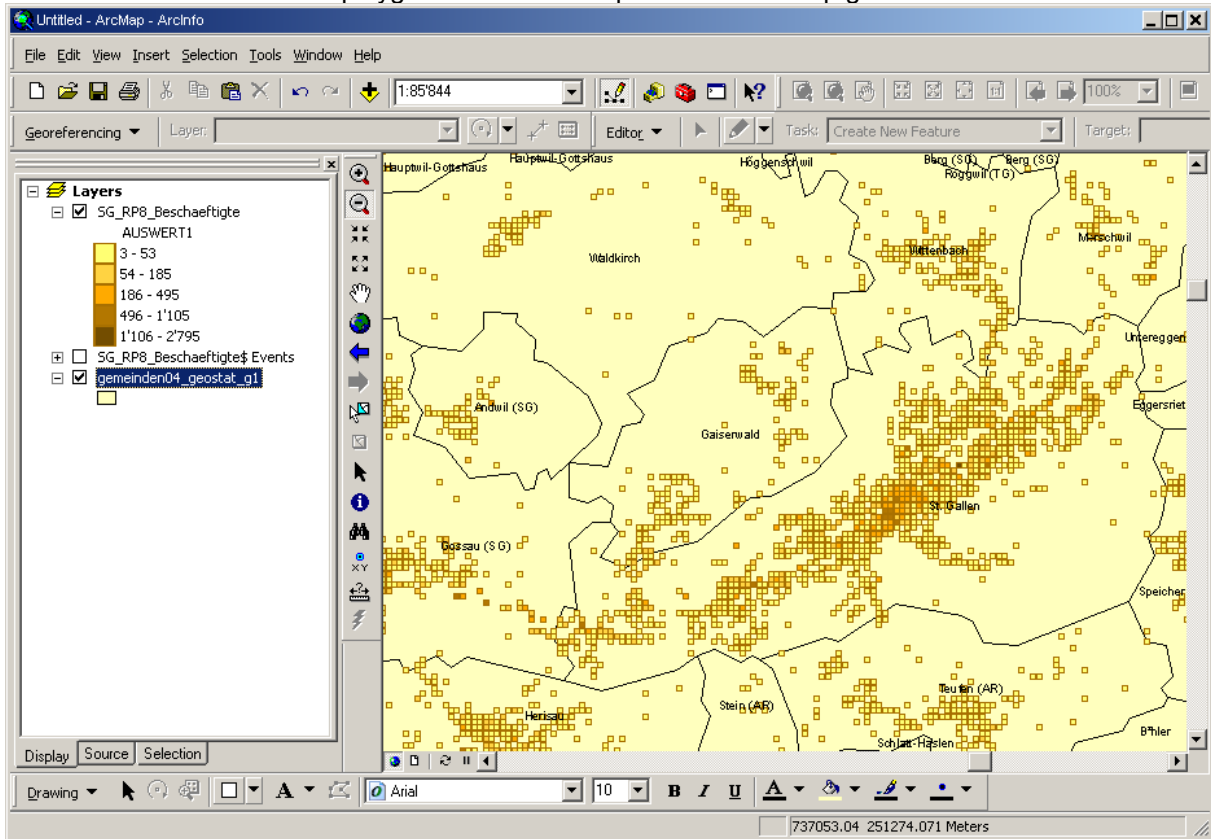 Untitled - ArcMap - ArcInfo
File Edit View Insert Selection Tools Window Help
1:85'844
100%
Georeferencing Layer: Editor Task: Create New Feature Target:
Layers
SG_RP8_Beschaeftigte
AUSWERT1
3 - 53
54 - 185
186 - 495
496 - 1'105
1'106 - 2'795
SG_RP8_Beschaeftigte$ Events
gemeinden04_geostat_g1
Display Source Selection
Hauptwil-Gottshaus
Hauptwil-Gottshaus
Häggenschwil
Berg (SG)
Berg (SG)
Roggwil (TG)
Waldkirch
Wittenbach
Mörschwil
Untereggen
Andwil (SG)
Gaiserwald
Eggersriet
St. Gallen
Gossau (SG)
Speicher
Teufen (AR)
Stein (AR)
Herisau
Schlatt-Haslen
Drawing A Arial 10 B I U A
737053.04 251274.071 Meters